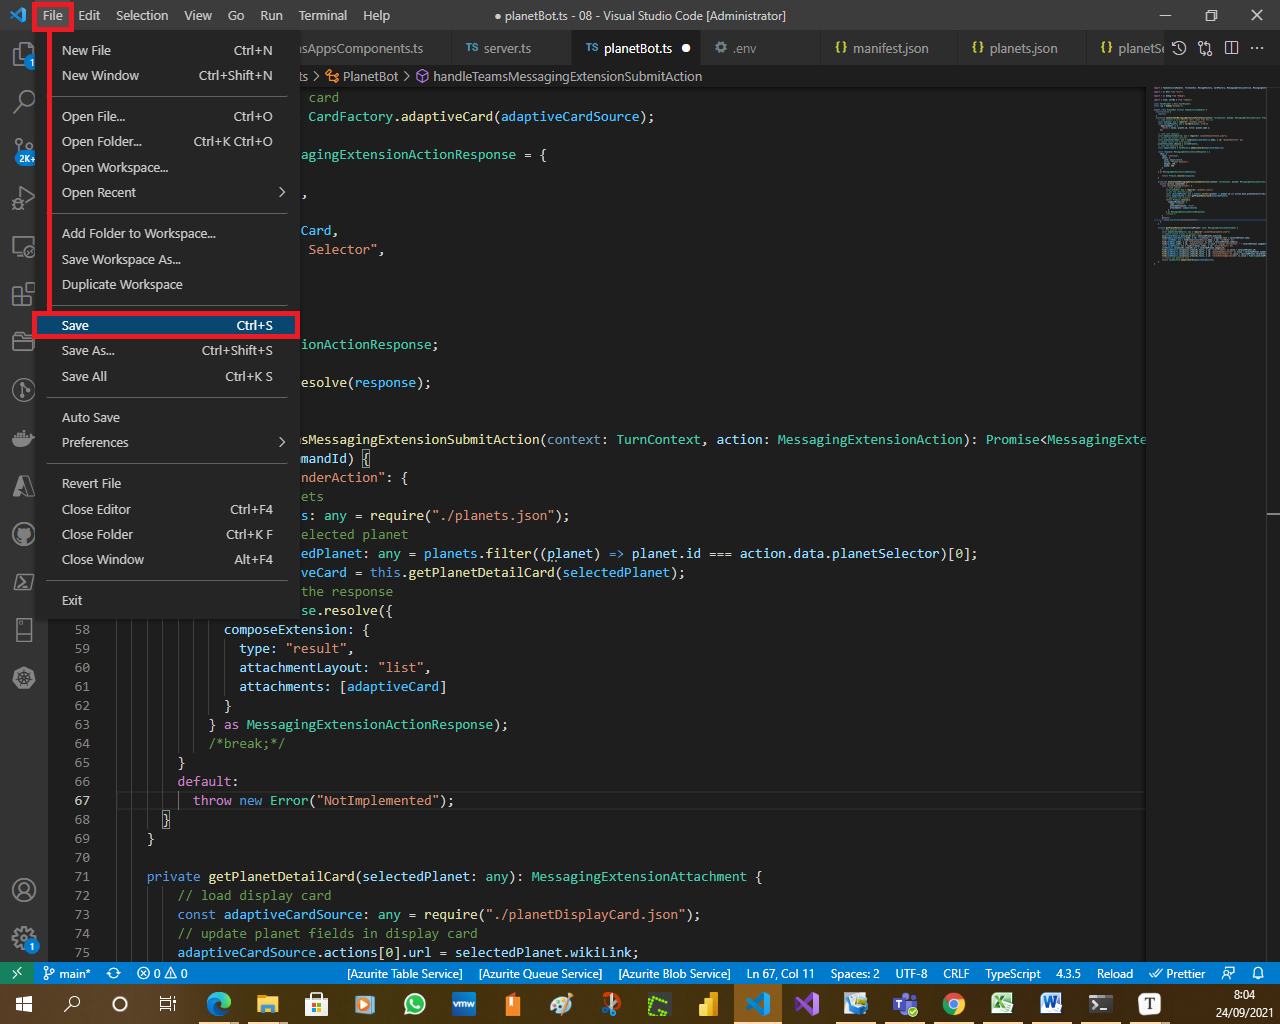 File Edit Selection View Go Run Terminal Help
● planetBot.ts - 08 - Visual Studio Code [Administrator]
sAppsComponents.ts TS server.ts TS planetBot.ts ● .env {} manifest.json {} planets.json {} planetSe
ts > PlanetBot > handleTeamsMessagingExtensionSubmitAction
New File Ctrl+N
New Window Ctrl+Shift+N
Open File... Ctrl+O
Open Folder... Ctrl+K Ctrl+O
Open Workspace...
Open Recent >
Add Folder to Workspace...
Save Workspace As...
Duplicate Workspace
Save Ctrl+S
Save As... Ctrl+Shift+S
Save All Ctrl+K S
Auto Save
Preferences >
Revert File
Close Editor Ctrl+F4
Close Folder Ctrl+K F
Close Window Alt+F4
Exit
1
2K+
1
card
CardFactory.adaptiveCard(adaptiveCardSource);
agingExtensionActionResponse = {
,
Card,
Selector",
ionActionResponse;
esolve(response);
sMessagingExtensionSubmitAction(context: TurnContext, action: MessagingExtensionAction): Promise<MessagingExte
mandId) {
nderAction": {
ets
s: any = require("./planets.json");
elected planet
edPlanet: any = planets.filter((planet) => planet.id === action.data.planetSelector)[0];
veCard = this.getPlanetDetailCard(selectedPlanet);
the response
se.resolve({
58 composeExtension: {
59 type: "result",
60 attachmentLayout: "list",
61 attachments: [adaptiveCard]
62 }
63 } as MessagingExtensionActionResponse);
64 /*break;*/
65 }
66 default:
67 throw new Error("NotImplemented");
68 }
69 }
70
71 private getPlanetDetailCard(selectedPlanet: any): MessagingExtensionAttachment {
72 // load display card
73 const adaptiveCardSource: any = require("./planetDisplayCard.json");
74 // update planet fields in display card
75 adaptiveCardSource.actions[0].url = selectedPlanet.wikiLink;
main* 0 0 [Azurite Table Service] [Azurite Queue Service] [Azurite Blob Service] Ln 67, Col 11 Spaces: 2 UTF-8 CRLF TypeScript 4.3.5 Reload Prettier
vmw
8:04
24/09/2021